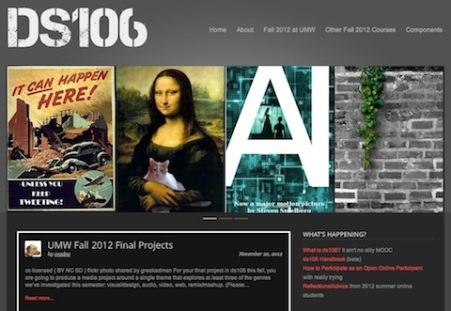 DS106
Home About Fall 2012 at UMW Other Fall 2012 Courses Components
IT CAN HAPPEN
HERE!
-UNLESS YOU
KEEP
TWEETING!
AI
Now a major motion picture,
by Steven
UMW Fall 2012 Final Projects
by
November 20, 2012
cc licensed ( BY NC SD ) flickr photo shared by greekadman For your final project in ds106 this fall, you
are going to produce a media project around a single theme that explores at least three of the genres
we've investigated this semester: visual/design, audio, video, web, remix/mashup. (Please...
Read more...
WHAT'S HAPPENING?
What is ds106? It ain't no silly MOOC
ds106 Handbook (beta)
How to Participate as an Open Online Participant
with really trying
Reflections/Advice from 2012 summer online
students